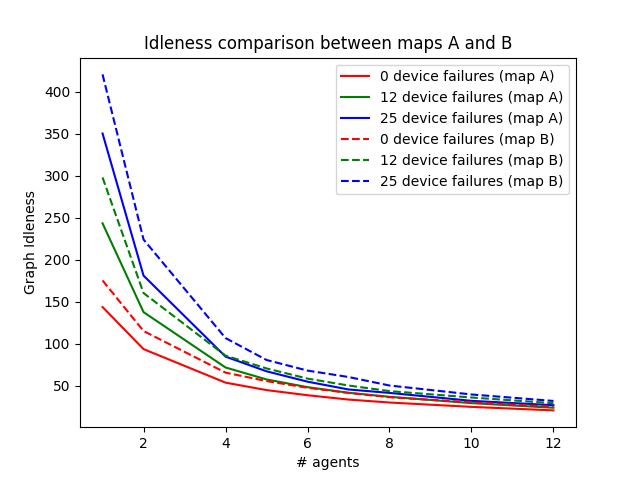 Idleness comparison between maps A and B
Graph Idleness
400
350
300
250
200
150
100
50
0 device failures (map A)
12 device failures (map A)
25 device failures (map A)
0 device failures (map B)
12 device failures (map B)
25 device failures (map B)
2 4 6 8 10 12
# agents